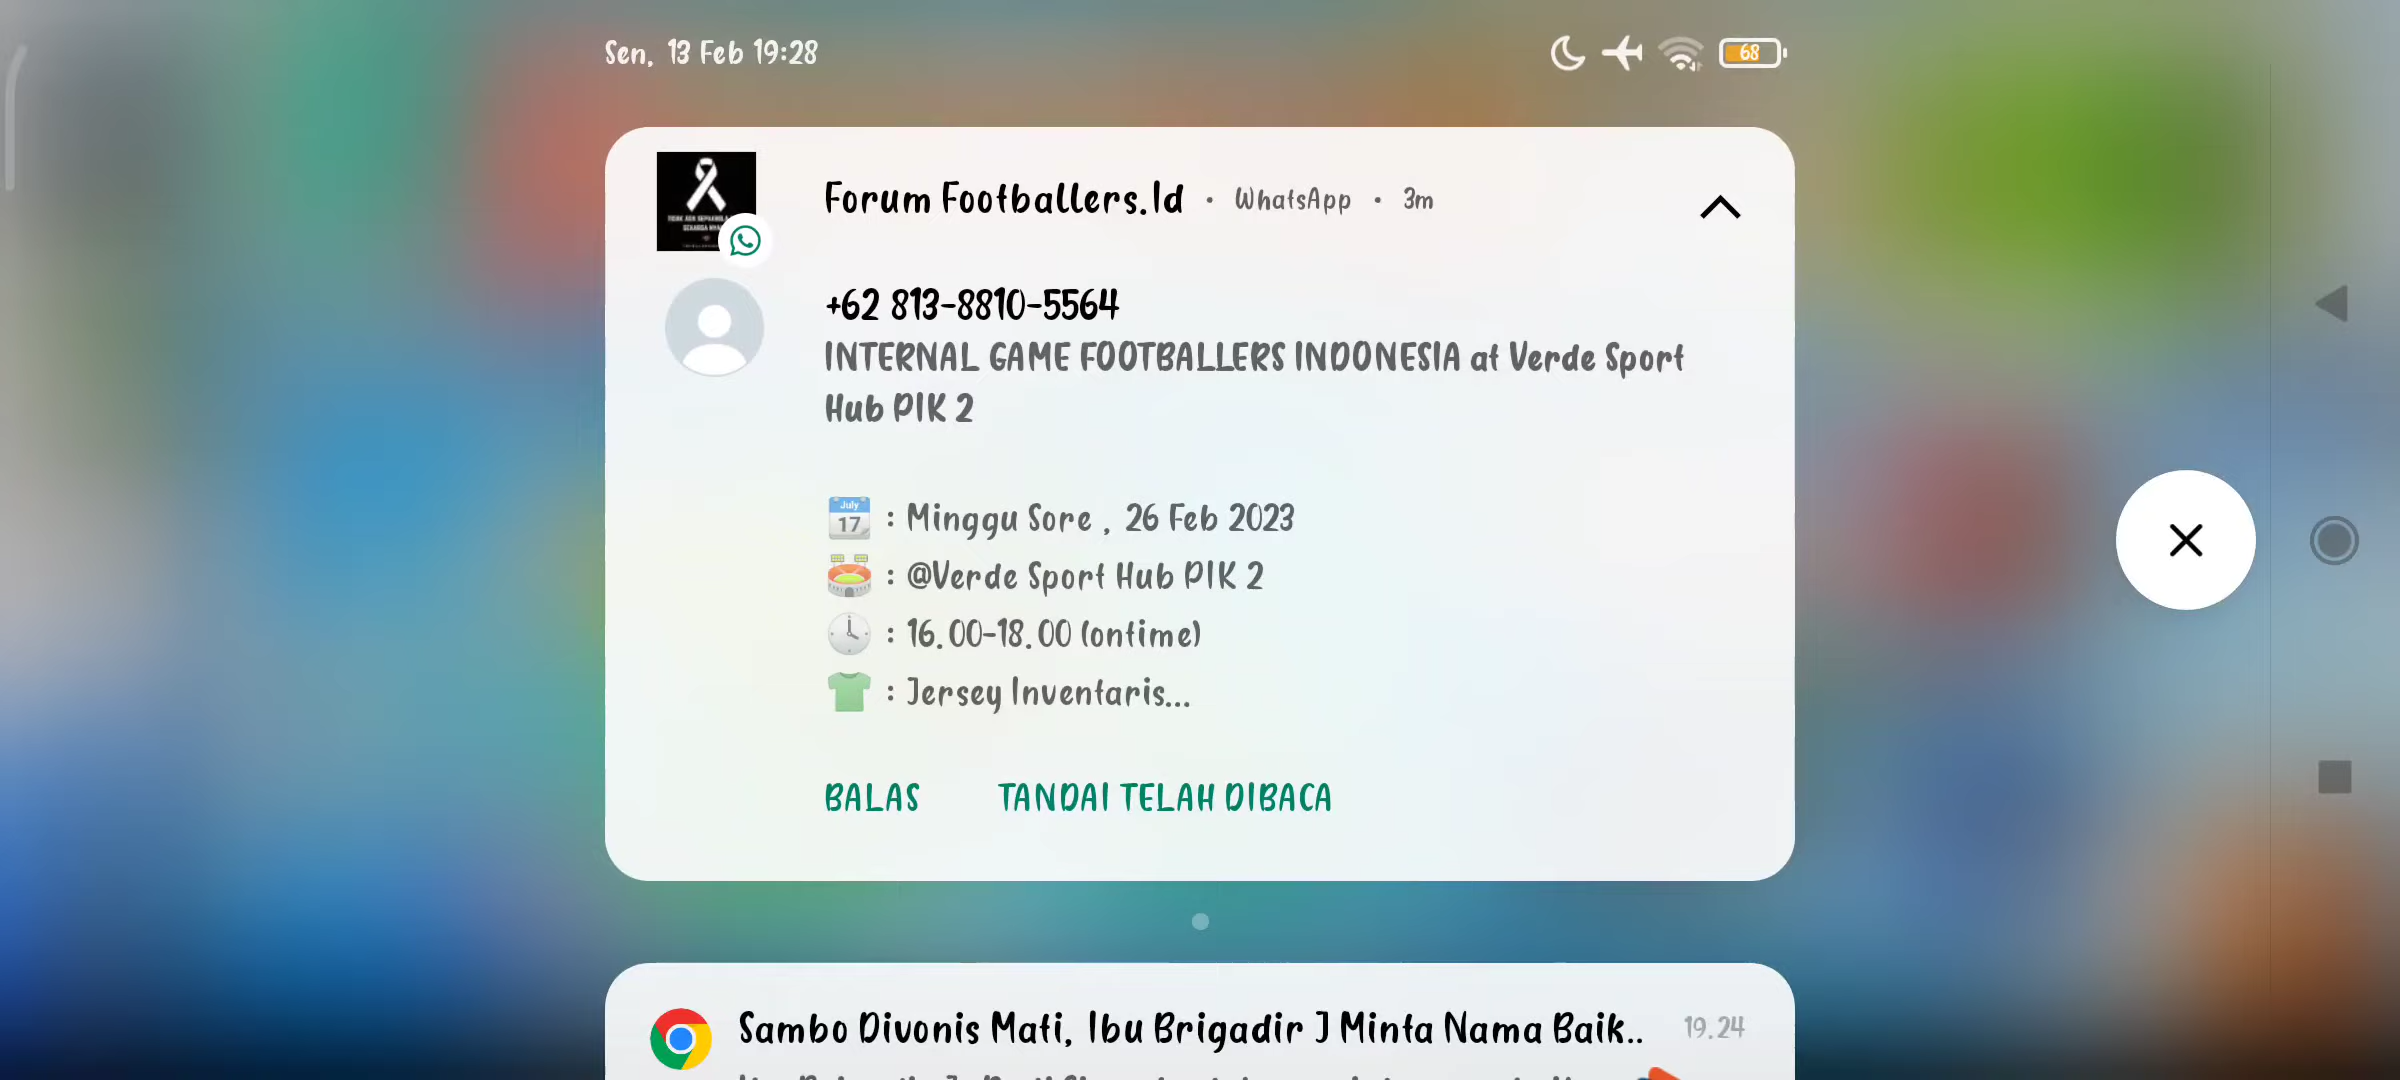 Sen, 13 Feb 19:28
68
Forum Footballers.Id • WhatsApp • 3m
+62 813-8810-5564
INTERNAL GAME FOOTBALLERS INDONESIA at Verde Sport
Hub PIK 2
July
17
: Minggu Sore , 26 Feb 2023
: @Verde Sport Hub PIK 2
: 16.00-18.00 (ontime)
: Jersey Inventaris...
BALAS TANDAI TELAH DIBACA
Sambo Divonis Mati, Ibu Brigadir J Minta Nama Baik.. 19.24